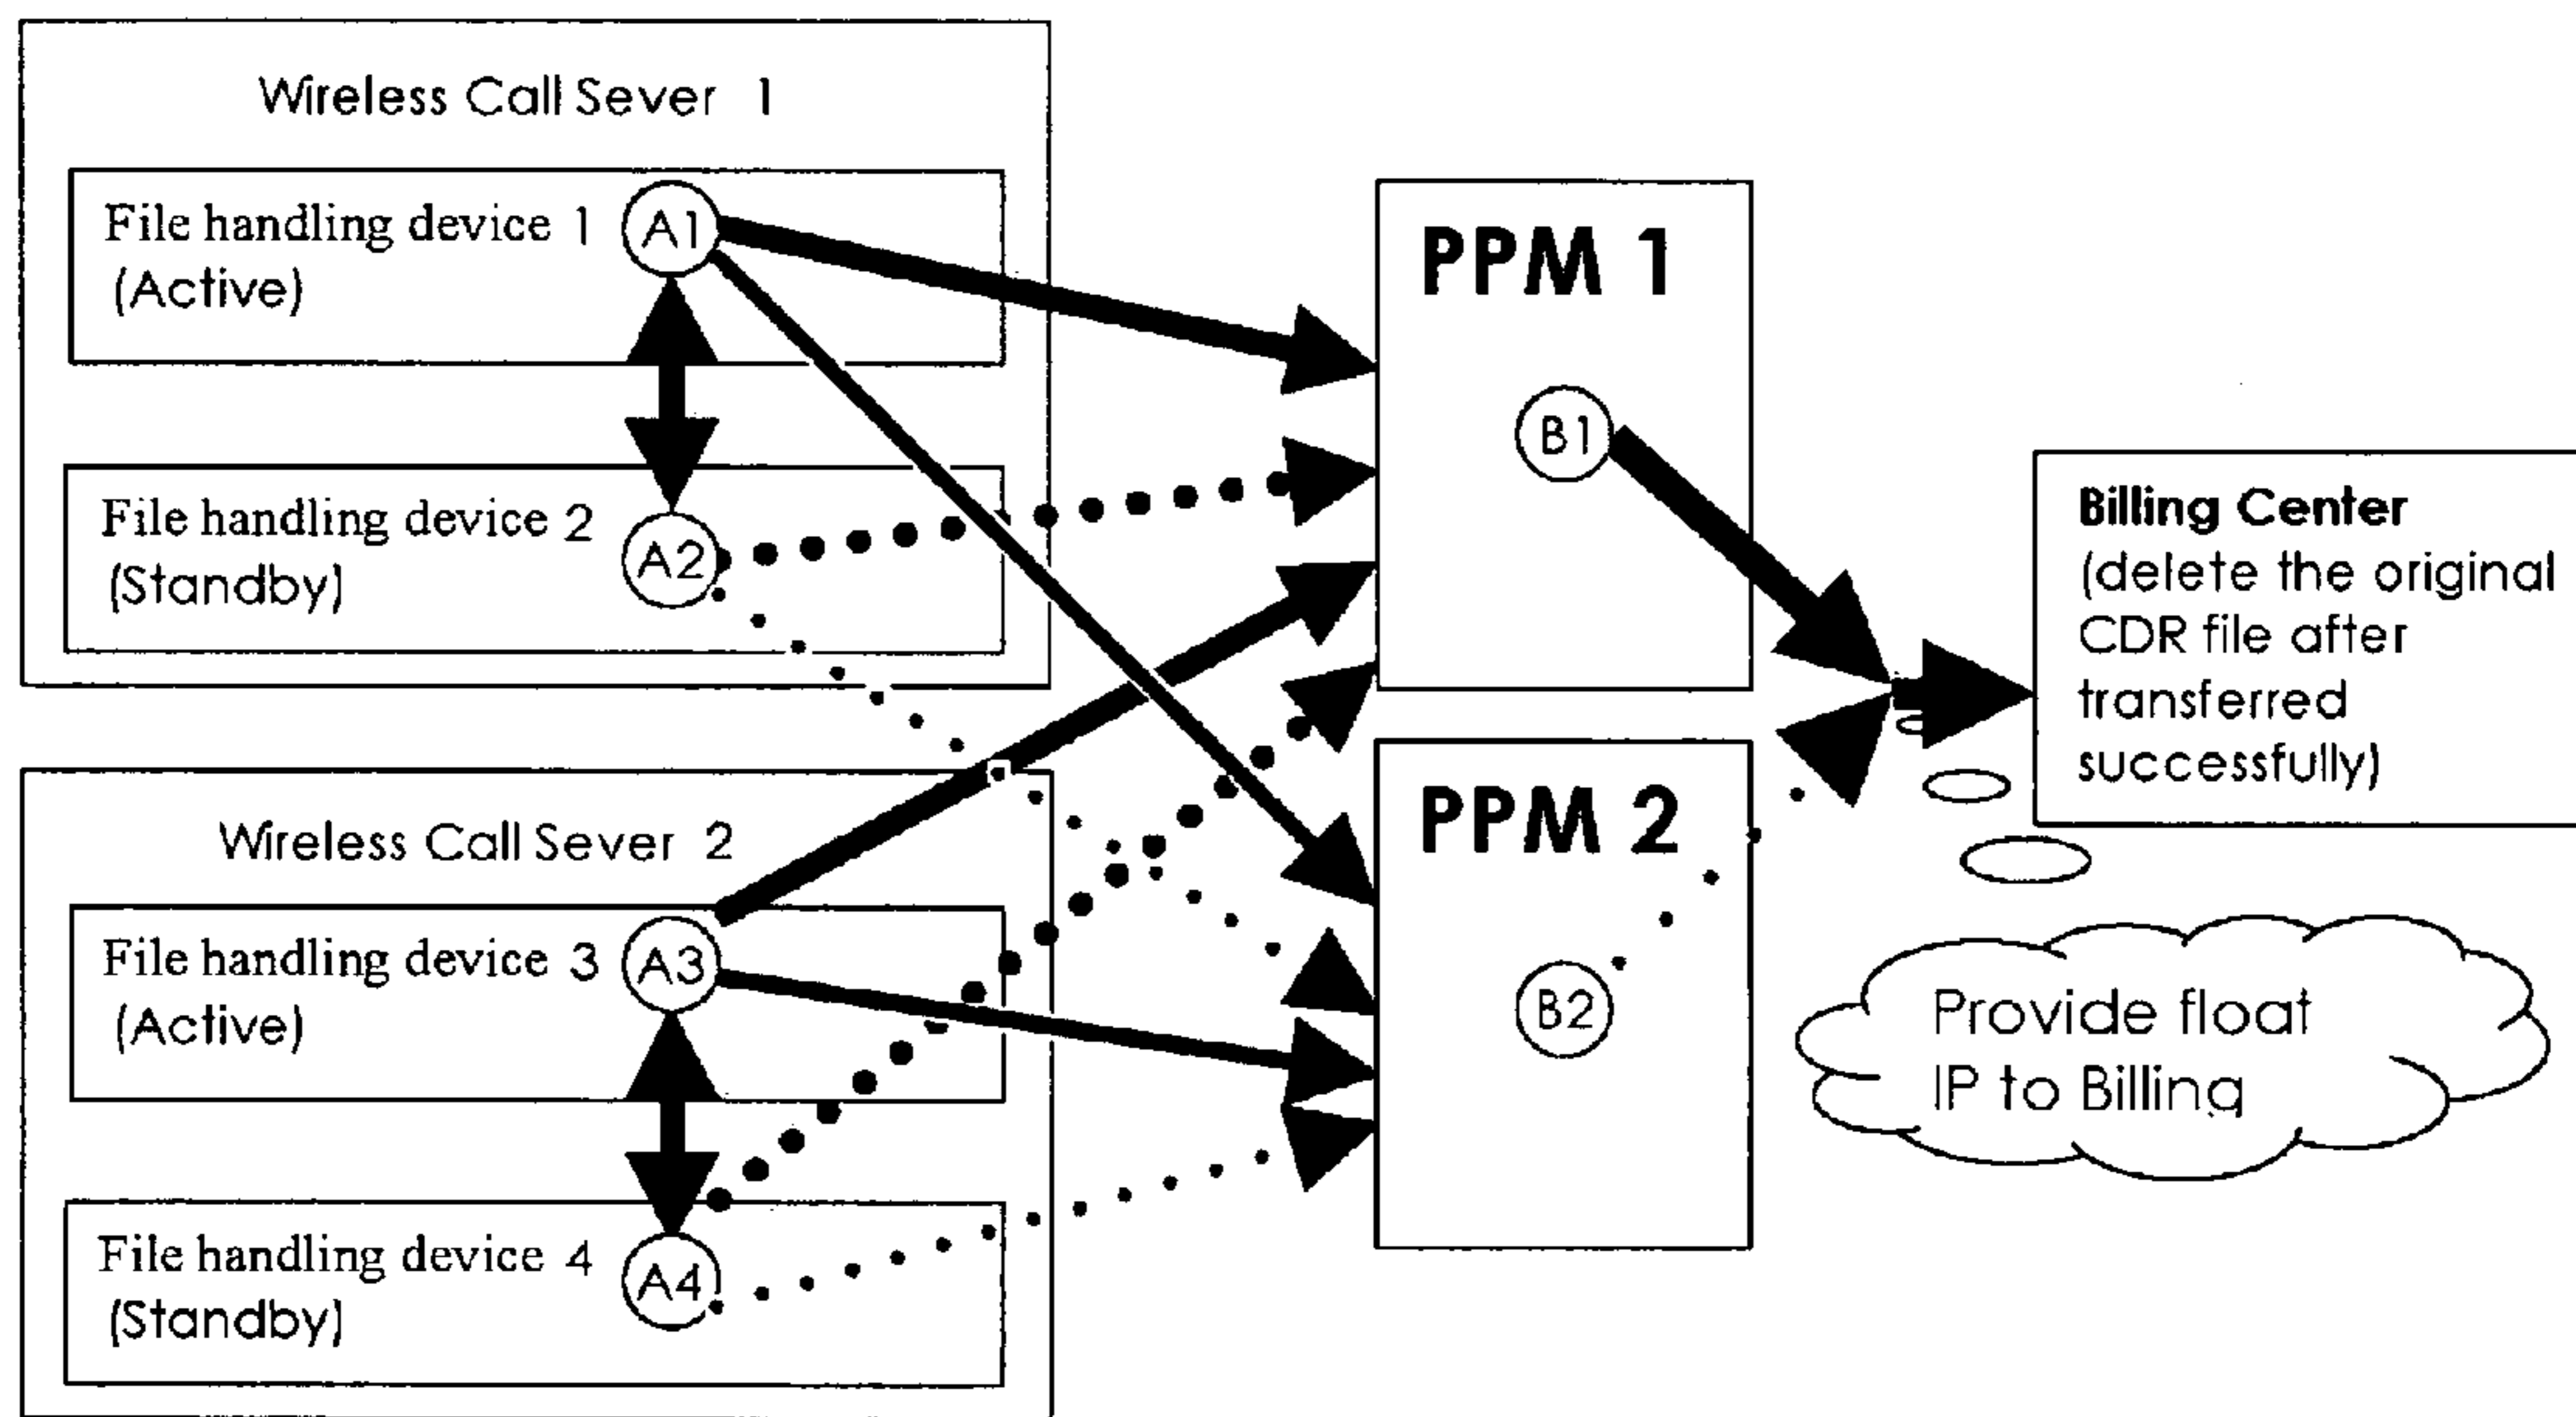 Wireless Call Sever 1
File handling device 1
(Active)
A1
File handling device 2
(Standby)
A2
Wireless Call Sever 2
File handling device 3
(Active)
A3
File handling device 4
(Standby)
A4
PPM 1
B1
PPM 2
B2
Billing Center
(delete the original
CDR file after
transferred
successfully)
Provide float
IP to Billing